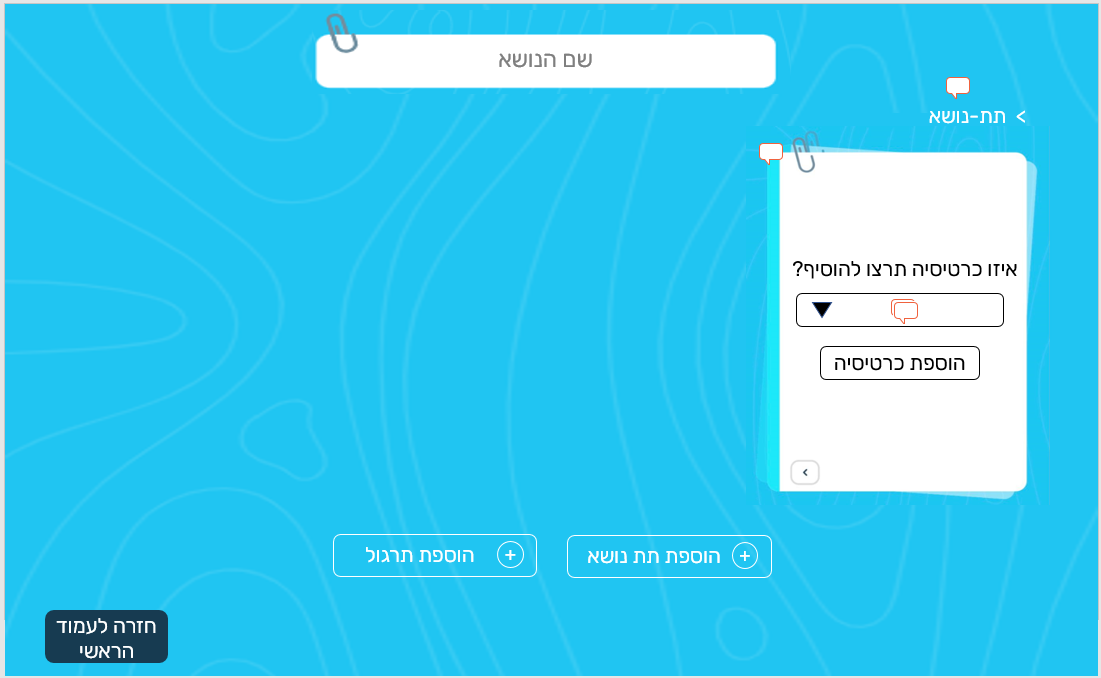 שם הנושא
> תת-נושא
איזו כרטיסיה תרצו להוסיף?
הוספת כרטיסיה
הוספת תת נושא
הוספת תרגול
חזרה לעמוד
הראשי